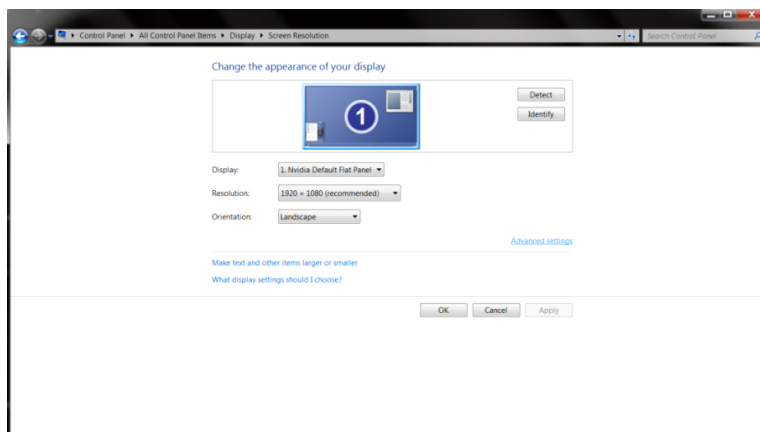 Control Panel ▸ All Control Panel Items ▸ Display ▸ Screen Resolution
Search Control Panel
Change the appearance of your display
1
Detect
Identify
Display: 1. Nvidia Default Flat Panel
Resolution: 1920 × 1080 (recommended)
Orientation: Landscape
Advanced settings
Make text and other items larger or smaller
What display settings should I choose?
OK Cancel Apply